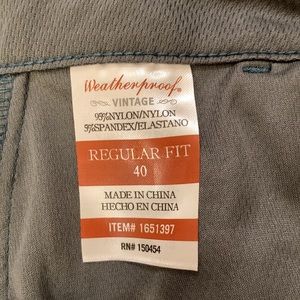 Weatherproof®
VINTAGE
95%NYLON/NYLON
5%SPANDEX/ELASTANO
REGULAR FIT
40
MADE IN CHINA
HECHO EN CHINA
ITEM# 1651397
RN# 150454